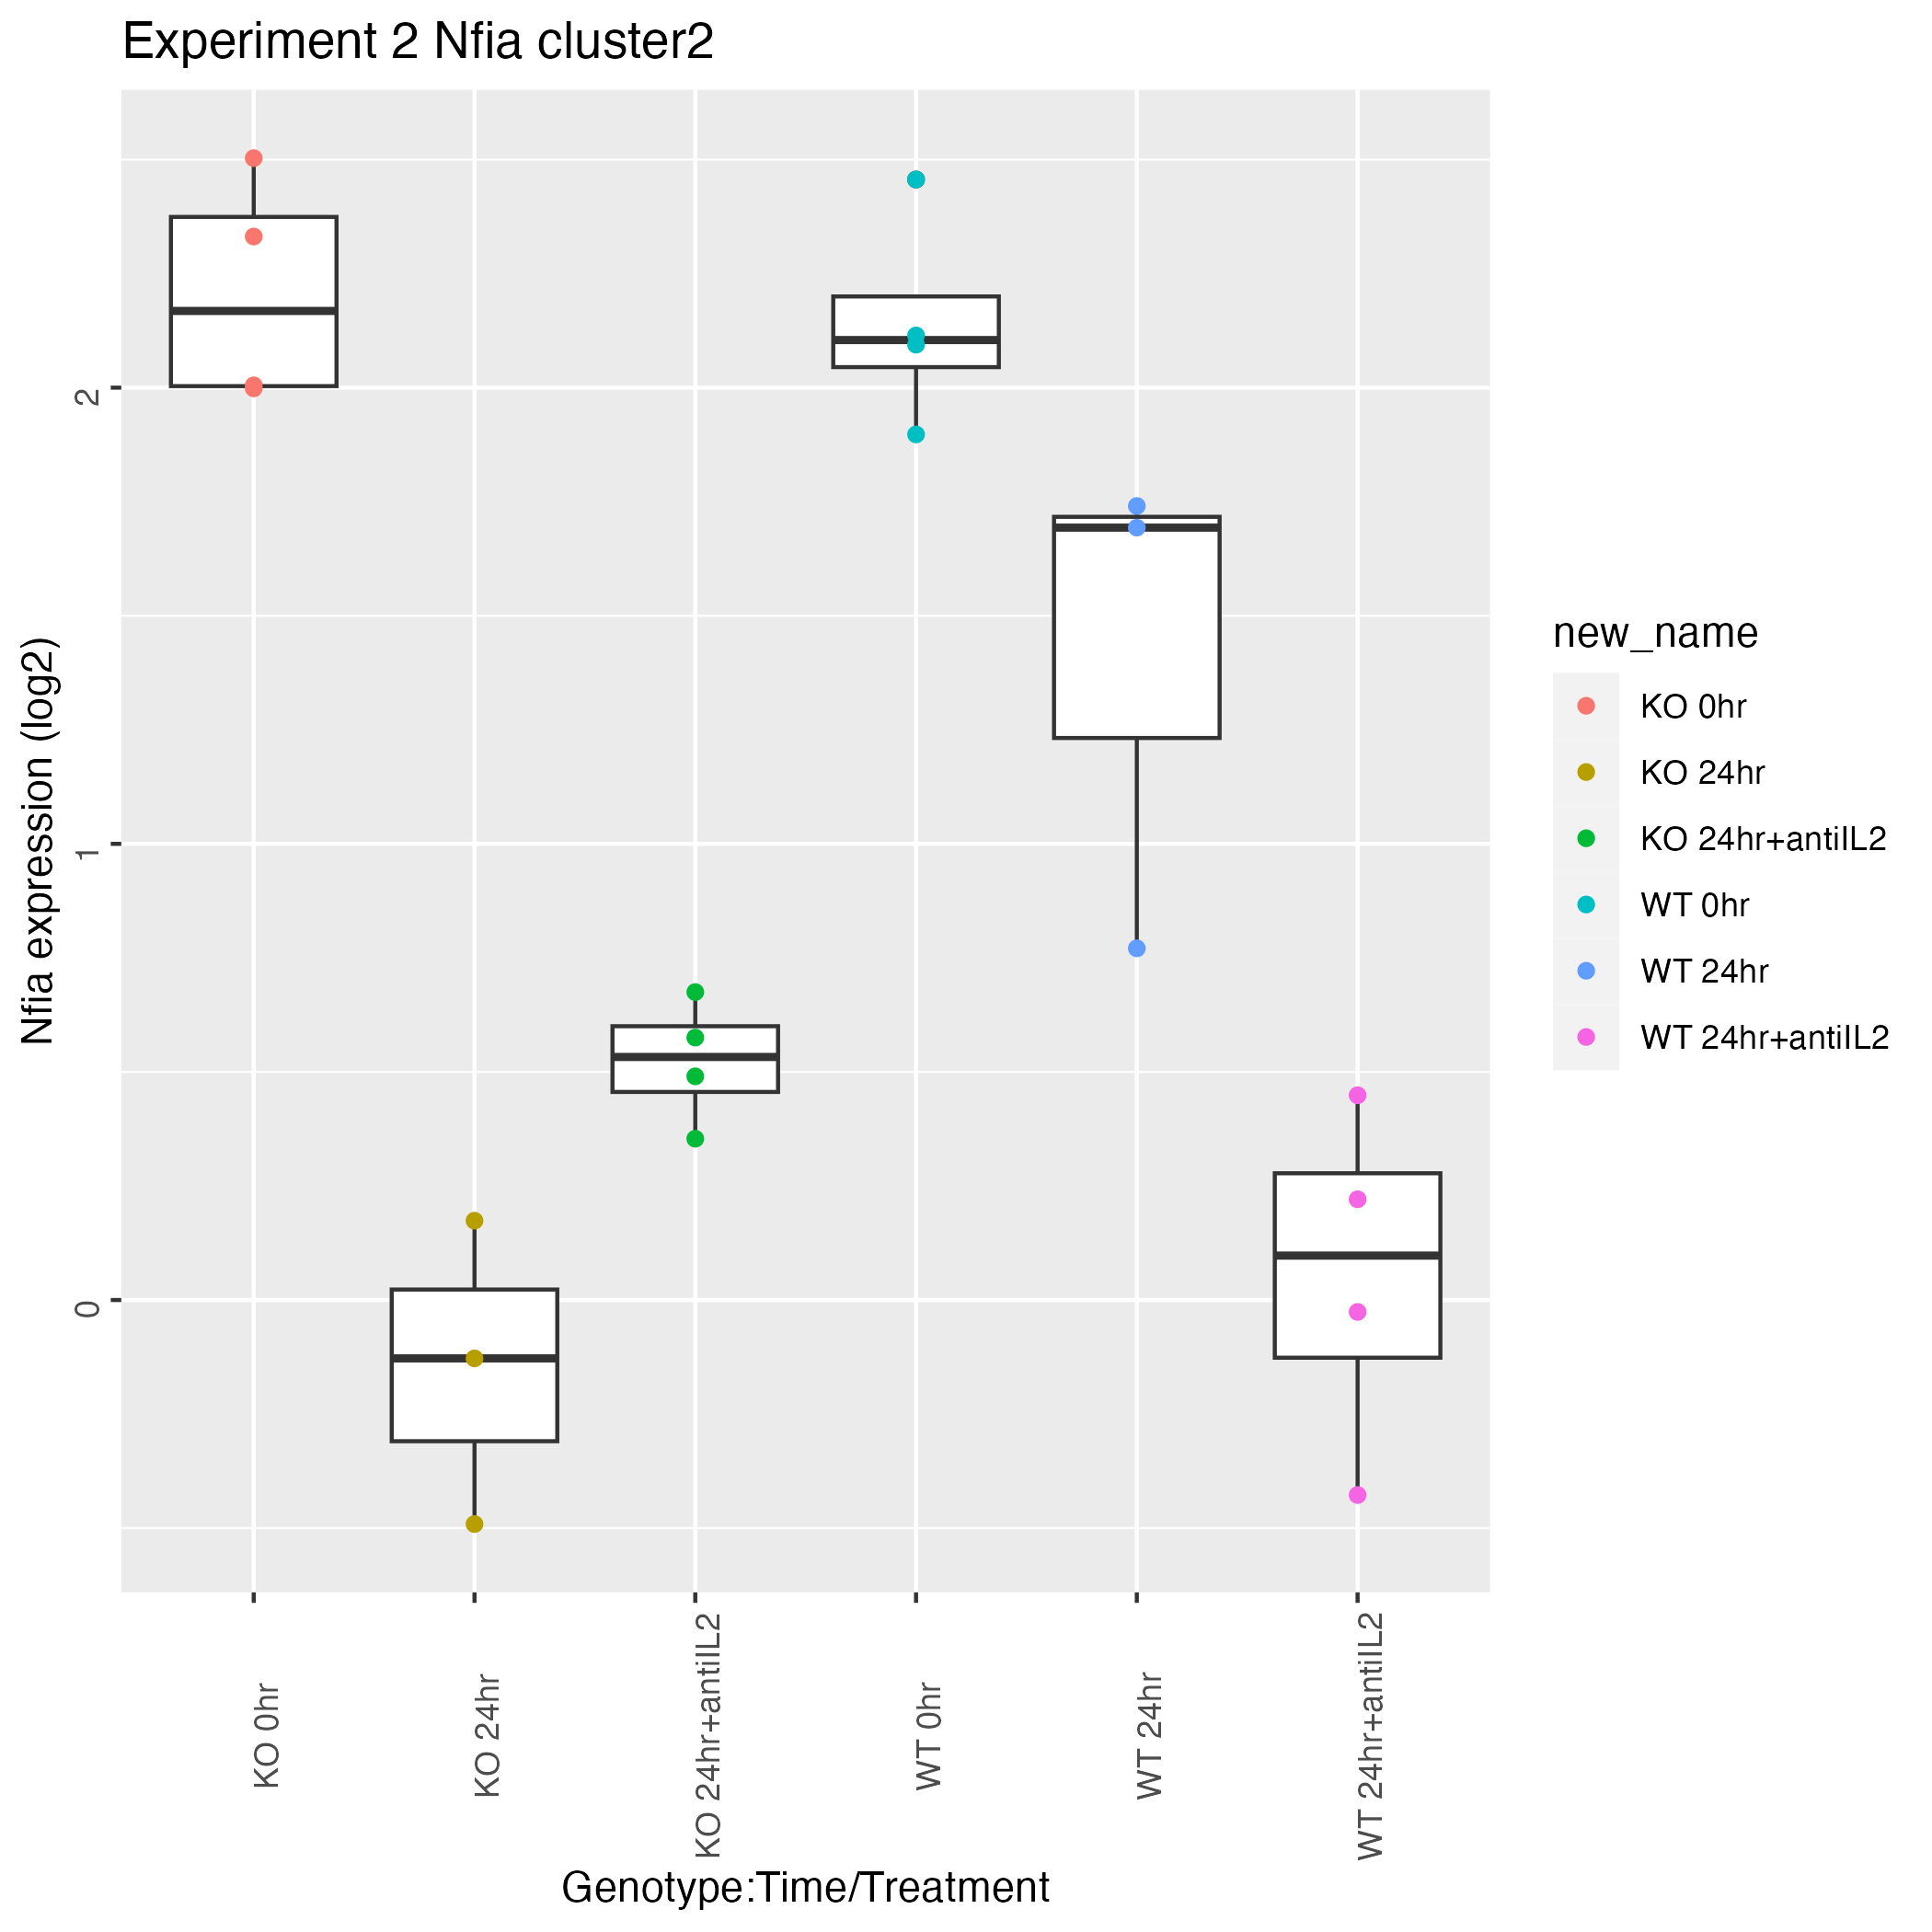 Experiment 2 Nfia cluster2
Nfia expression (log2)
2
1
0
KO 0hr
KO 24hr
KO 24hr+antiIL2
WT 0hr
WT 24hr
WT 24hr+antiIL2
Genotype:Time/Treatment
new_name
KO 0hr
KO 24hr
KO 24hr+antiIL2
WT 0hr
WT 24hr
WT 24hr+antiIL2